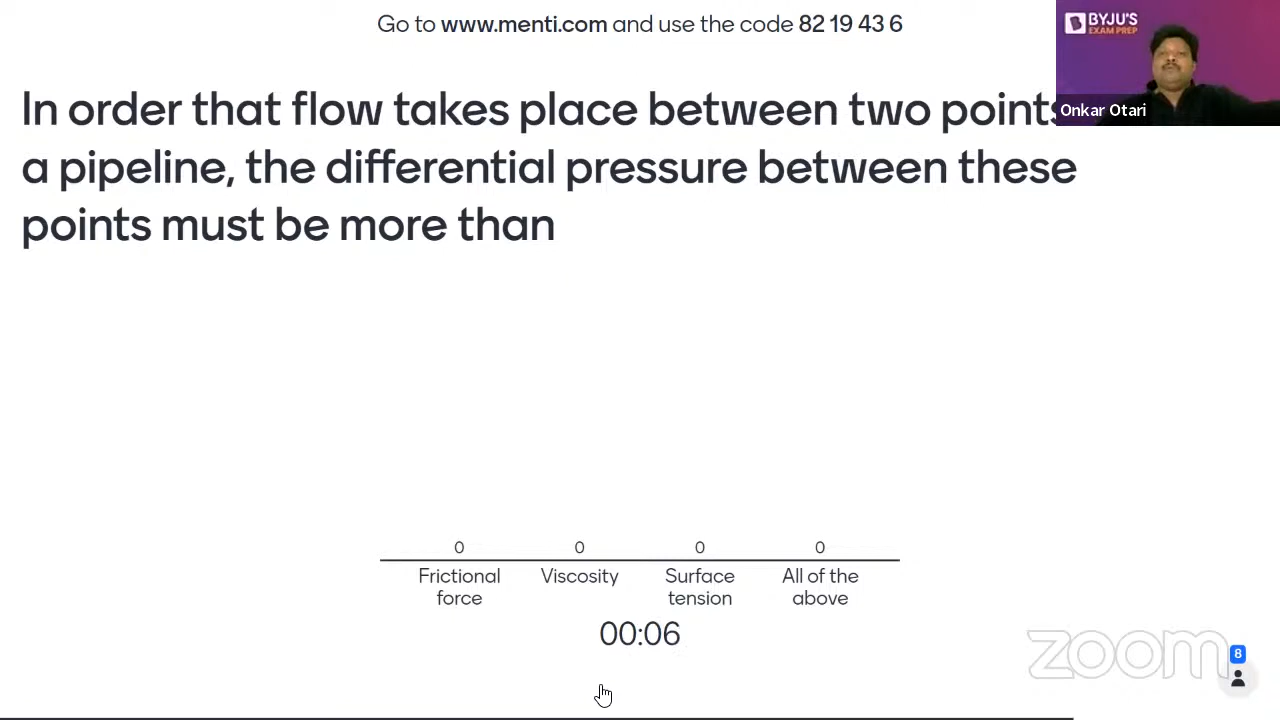 Go to www.menti.com and use the code 82 19 43 6
BYJU'S
EXAM PREP
Onkar Otari
In order that flow takes place between two points
a pipeline, the differential pressure between these
points must be more than
0 0 0 0
Frictional force
Viscosity
Surface tension
All of the above
00:06
zoom
8